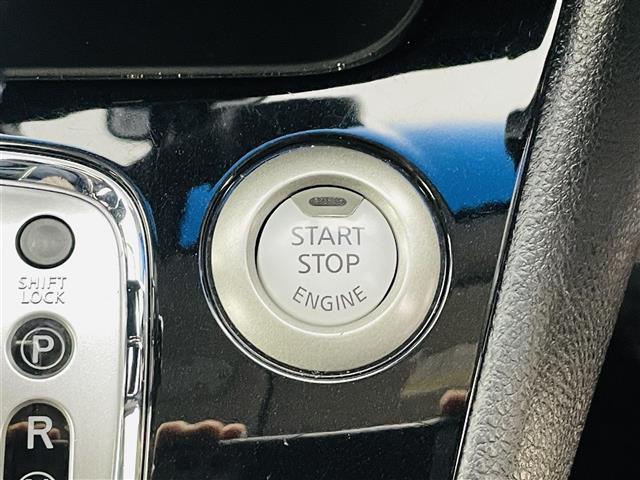 START
STOP
ENGINE
SHIFT
LOCK
P
R